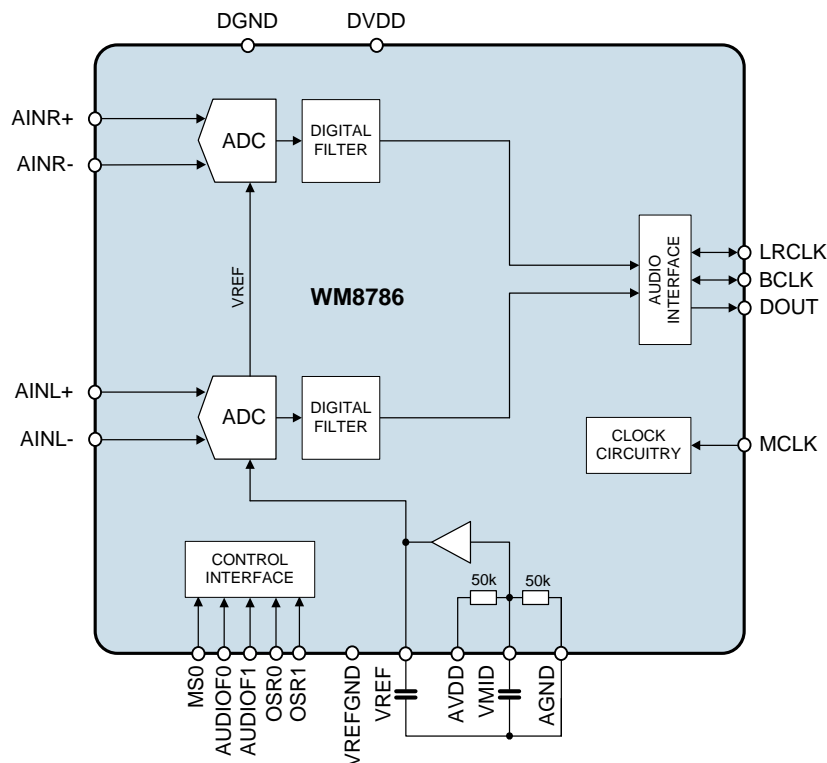 DGND
DVDD
AINR+
AINR-
ADC
DIGITAL
FILTER
VREF
WM8786
AUDIO
INTERFACE
LRCLK
BCLK
DOUT
AINL+
AINL-
ADC
DIGITAL
FILTER
CLOCK
CIRCUITRY
MCLK
CONTROL
INTERFACE
50k
50k
MS0
AUDIOF0
AUDIOF1
OSR0
OSR1
VREFGND
VREF
AVDD
VMID
AGND